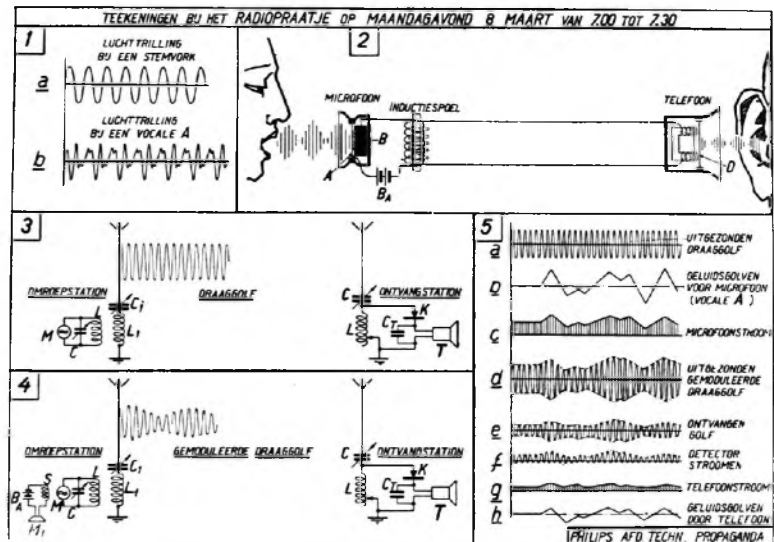 TEEKENINGEN BIJ HET RADIOPRAATJE OP MAANDAGAVOND 8 MAART VAN 7.00 TOT 7.30
1
LUCHTTRILLING
BIJ EEN STEMVORK
a
LUCHTTRILLING
BIJ EEN VOCALE A
b
2
MICROFOON
INDUCTIESPOEL
TELEFOON
B
A
BA
D
3
OMROEPSTATION
DRAAGGOLF
ONTVANGSTATION
M
L
C
C1
L1
C
L
K
CT
T
4
OMROEPSTATION
GEMODULEERDE DRAAGGOLF
ONTVANGSTATION
BA
S
M1
M
L
C
C1
L1
C
L
K
CT
T
5
a
UITGEZONDEN
DRAAGGOLF
b
GELUIDSGOLVEN
VOOR MICROFOON
(VOCALE A)
c
MICROFOONSTROOM
d
UITGEZONDEN
GEMODULEERDE
DRAAGGOLF
e
ONTVANGEN
GOLF
f
DETECTOR
STROOMEN
g
TELEFOONSTROOM
h
GELUIDSGOLVEN
DOOR TELEFOON
PHILIPS AFD TECHN. PROPAGANDA